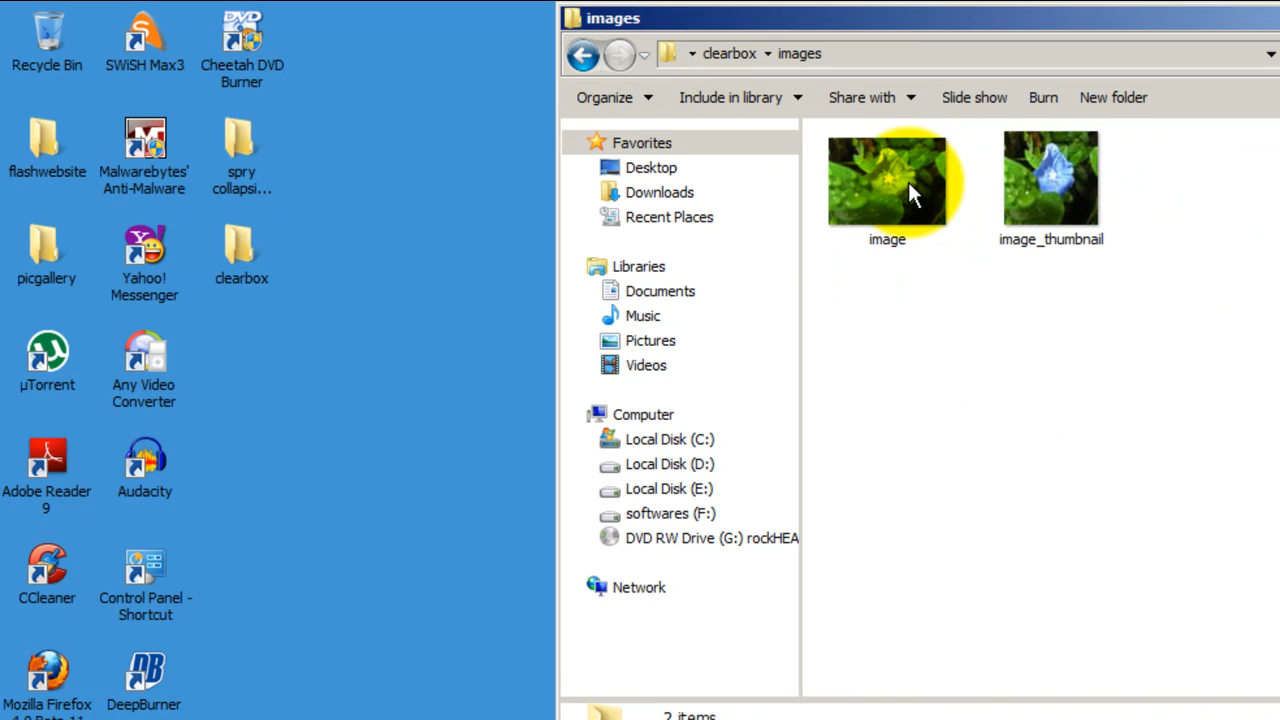 Recycle Bin
SWiSH Max3
Cheetah DVD
Burner
flashwebsite
Malwarebytes'
Anti-Malware
spry
collapsi...
picgallery
Yahoo!
Messenger
clearbox
µTorrent
Any Video
Converter
Adobe Reader
9
Audacity
CCleaner
Control Panel -
Shortcut
Mozilla Firefox
DeepBurner
images
clearbox images
Organize Include in library Share with Slide show Burn New folder
Favorites
Desktop
Downloads
Recent Places
Libraries
Documents
Music
Pictures
Videos
Computer
Local Disk (C:)
Local Disk (D:)
Local Disk (E:)
softwares (F:)
DVD RW Drive (G:) rockHEA
Network
image
image_thumbnail
2 items